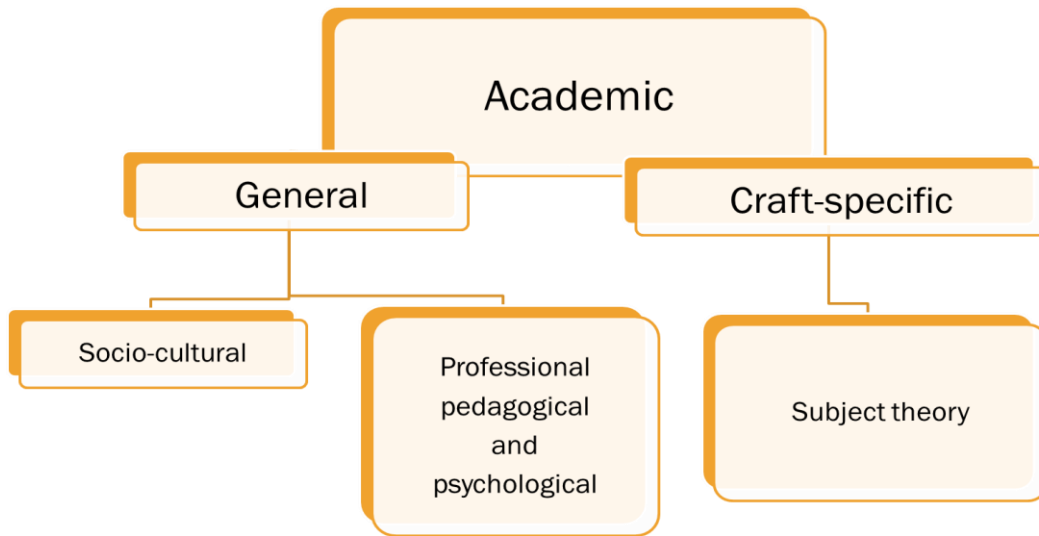 Academic
General
Craft-specific
Socio-cultural
Professional
pedagogical
and
psychological
Subject theory